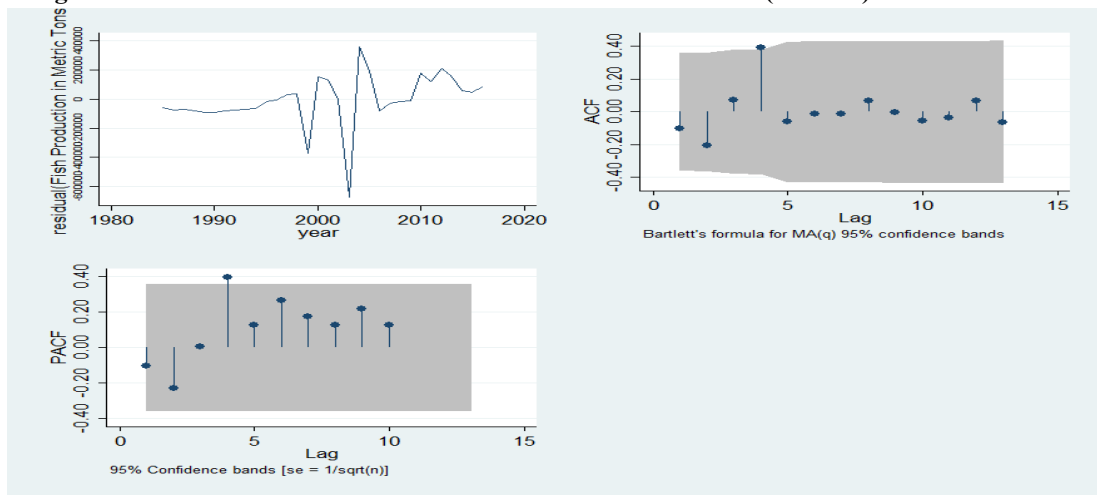 residual(Fish Production in Metric Tons
-600000-400000-200000 0 200000 400000
1980 1990 2000 2010 2020
year
ACF
-0.40 -0.20 0.00 0.20 0.40
0 5 10 15
Lag
Bartlett's formula for MA(q) 95% confidence bands
PACF
-0.40 -0.20 0.00 0.20 0.40
0 5 10 15
Lag
95% Confidence bands [se = 1/sqrt(n)]